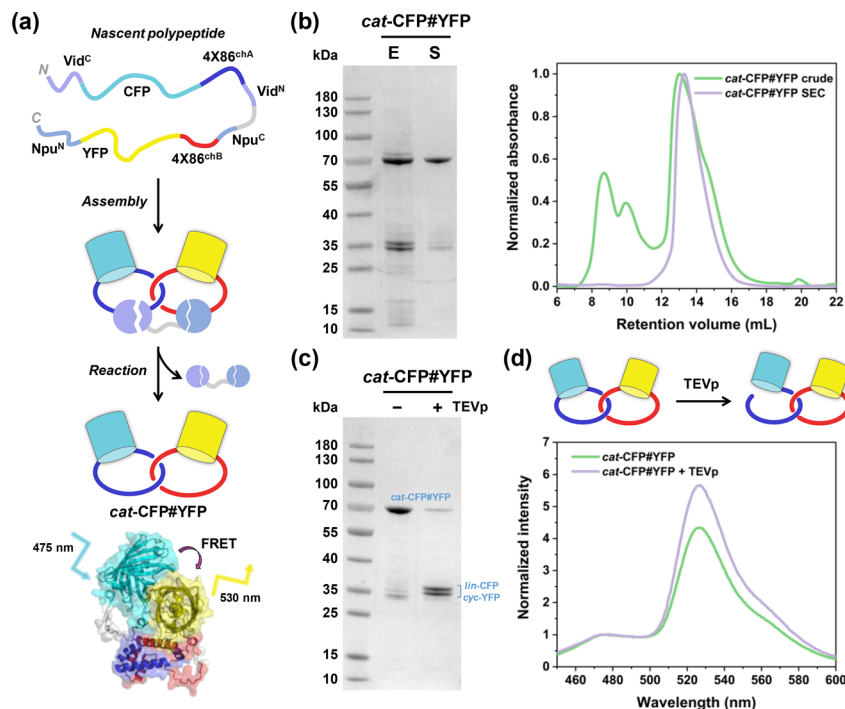 (a)
Nascent polypeptide
N
Vid^C
CFP
4X86^chA
Vid^N
C
Npu^N
YFP
4X86^chB
Npu^C
Assembly
Reaction
cat-CFP#YFP
475 nm
FRET
530 nm
(b)
cat-CFP#YFP
kDa
E
S
180
130
100
70
55
40
35
25
15
10
Normalized absorbance
1.0
0.8
0.6
0.4
0.2
0.0
cat-CFP#YFP crude
cat-CFP#YFP SEC
6 8 10 12 14 16 18 20 22
Retention volume (mL)
(c)
cat-CFP#YFP
kDa
– + TEVp
180
130
100
70
55
40
35
25
15
10
cat-CFP#YFP
lin-CFP
cyc-YFP
(d)
TEVp
Normalized intensity
7
6
5
4
3
2
1
0
cat-CFP#YFP
cat-CFP#YFP + TEVp
460 480 500 520 540 560 580 600
Wavelength (nm)